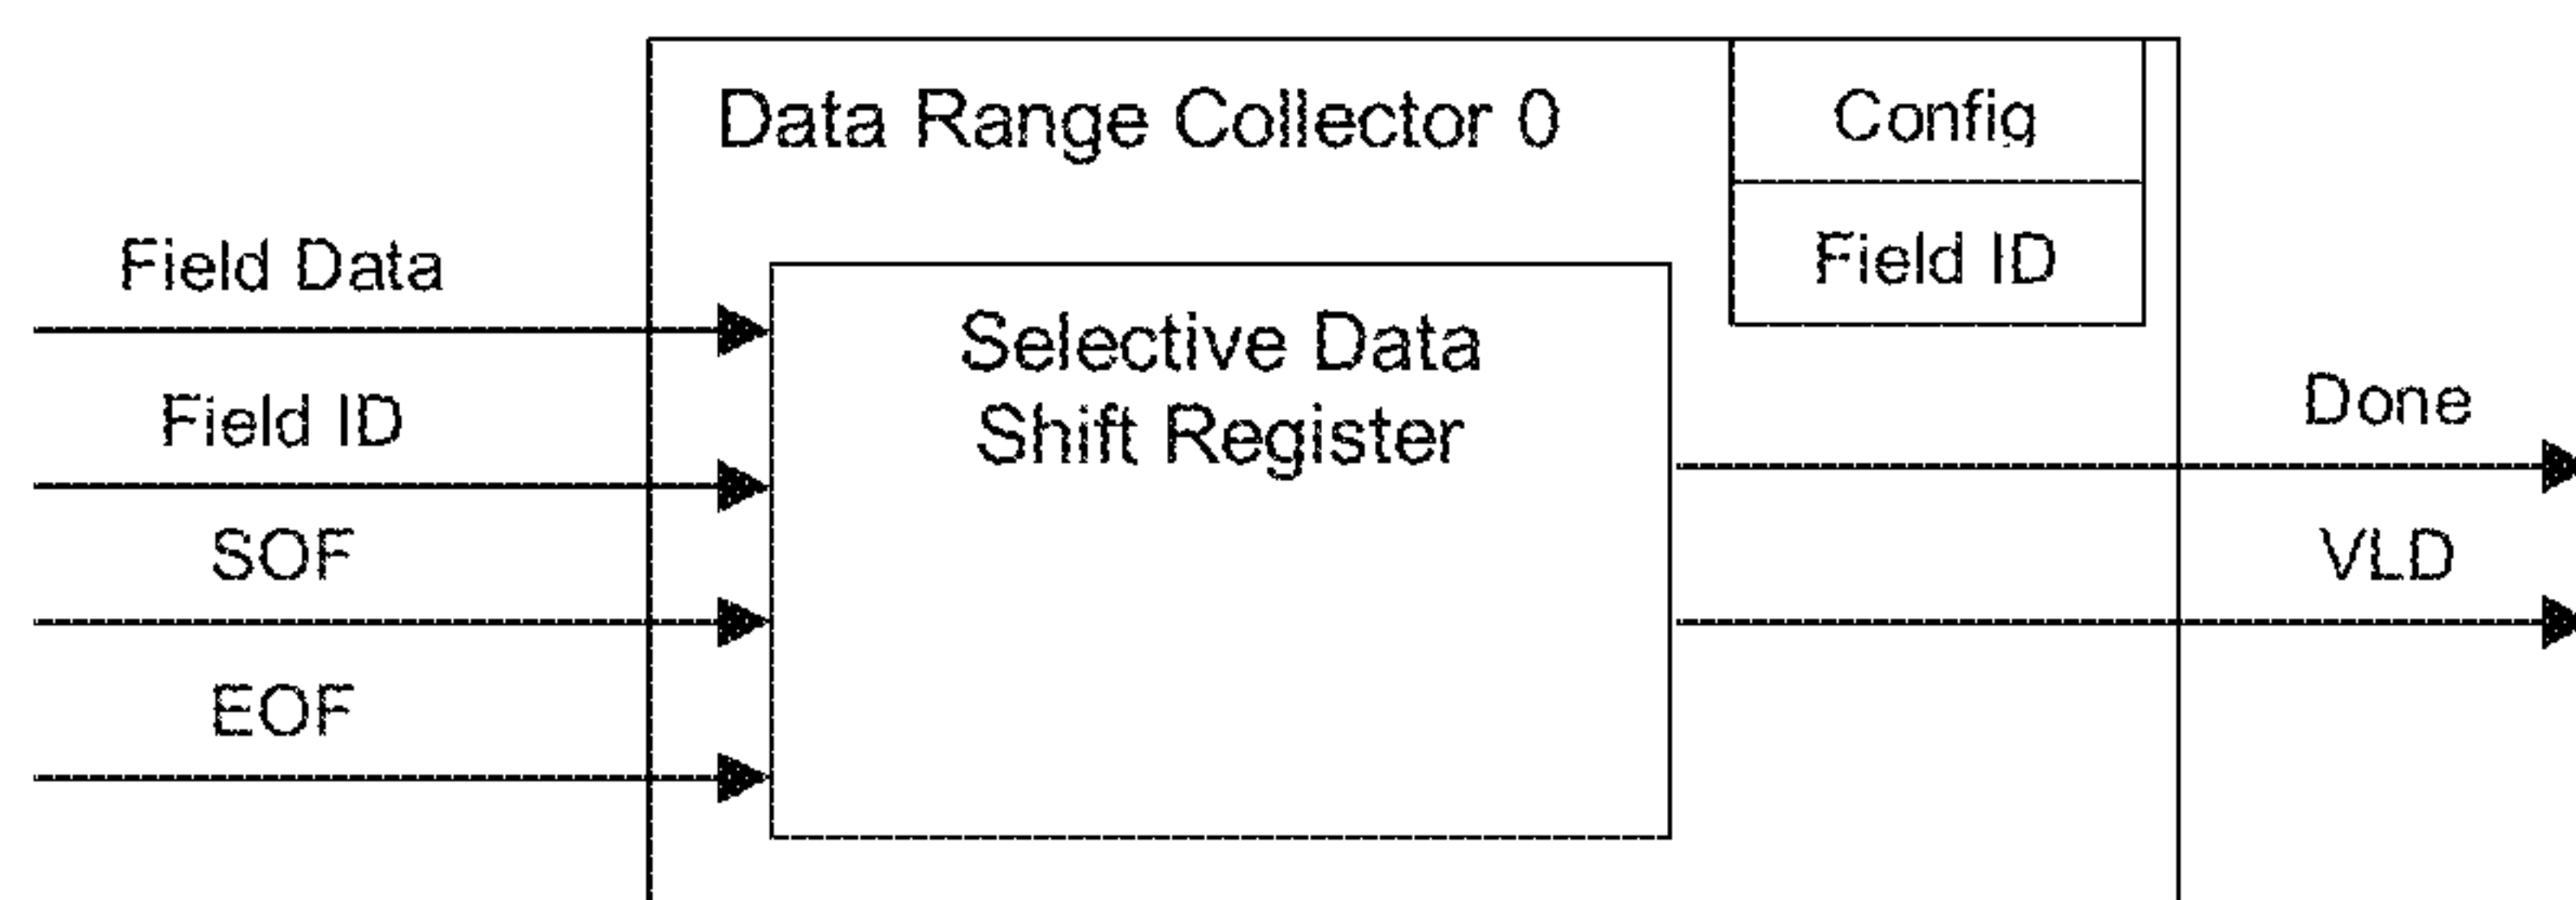 Data Range Collector 0
Config
Field ID
Field Data
Field ID
SOF
EOF
Selective Data
Shift Register
Done
VLD